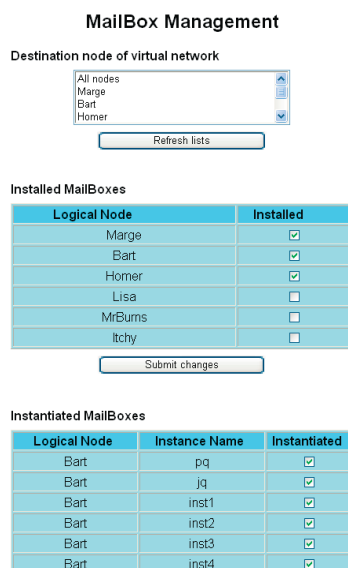 MailBox Management
Destination node of virtual network
All nodes
Marge
Bart
Homer
Refresh lists
Installed MailBoxes
Logical Node Installed
Marge
Bart
Homer
Lisa
MrBurns
Itchy
Submit changes
Instantiated MailBoxes
Logical Node Instance Name Instantiated
Bart pq
Bart jq
Bart inst1
Bart inst2
Bart inst3
Bart inst4